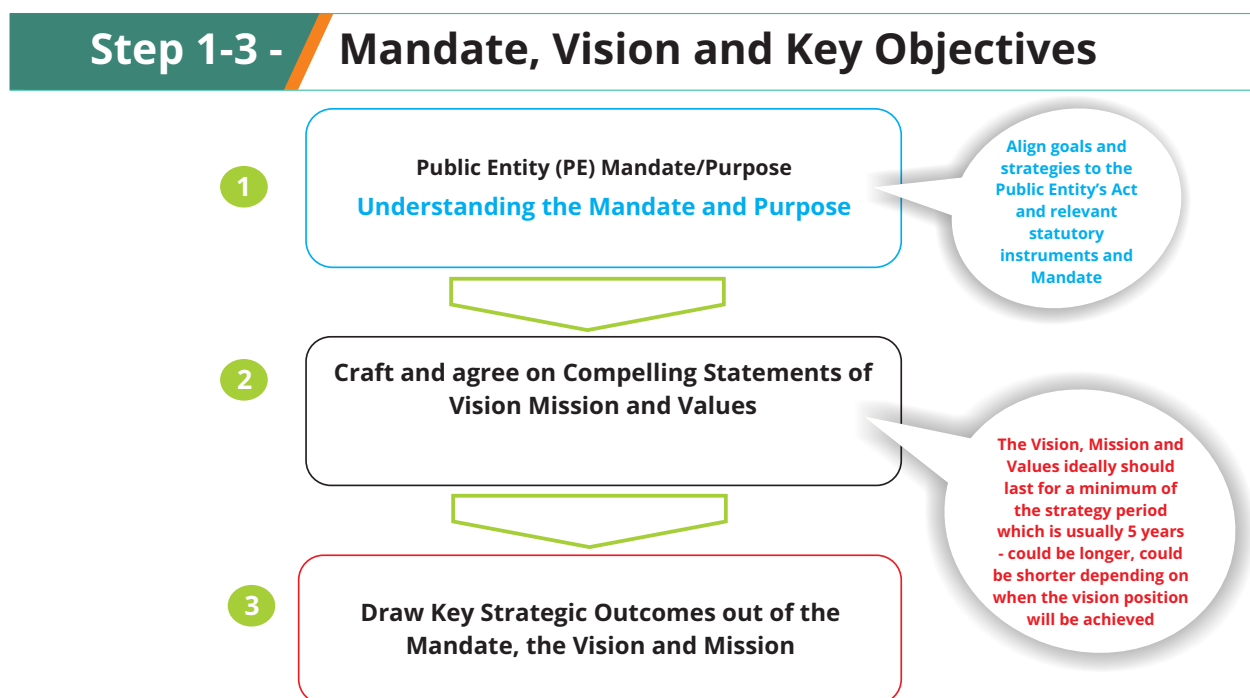 Step 1-3 - Mandate, Vision and Key Objectives
1
Public Entity (PE) Mandate/Purpose
Understanding the Mandate and Purpose
Align goals and
strategies to the
Public Entity's Act
and relevant
statutory
instruments and
Mandate
2
Craft and agree on Compelling Statements of
Vision Mission and Values
The Vision, Mission and
Values ideally should
last for a minimum of
the strategy period
which is usually 5 years
- could be longer, could
be shorter depending on
when the vision position
will be achieved
3
Draw Key Strategic Outcomes out of the
Mandate, the Vision and Mission